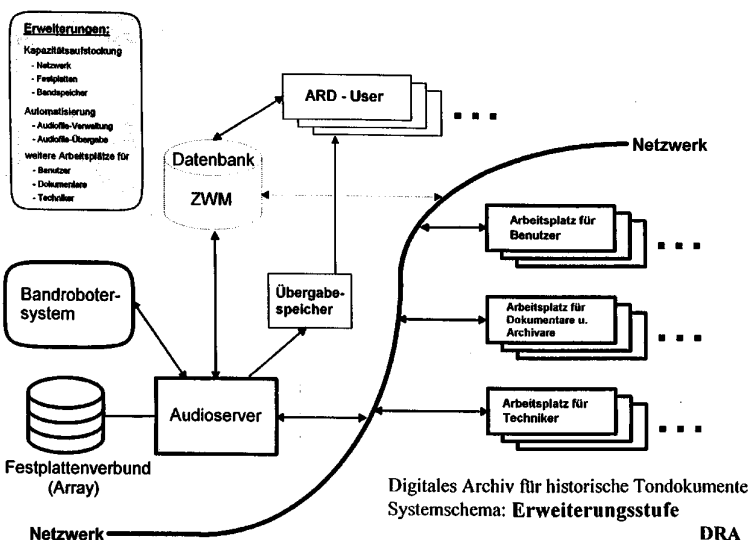 Erweiterungen:
Kapazitätsaufstockung
- Netzwerk
- Festplatten
- Bandspeicher
Automatisierung
- Audiofile-Verwaltung
- Audiofile-Übergabe
weitere Arbeitsplätze für
- Benutzer
- Dokumentare
- Techniker
ARD - User
Netzwerk
Datenbank
ZWM
Arbeitsplatz für
Benutzer
Bandroboter-
system
Übergabe-
speicher
Arbeitsplatz für
Dokumentare u.
Archivare
Audioserver
Arbeitsplatz für
Techniker
Festplattenverbund
(Array)
Digitales Archiv für historische Tondokumente
Systemschema: Erweiterungsstufe
Netzwerk
DRA